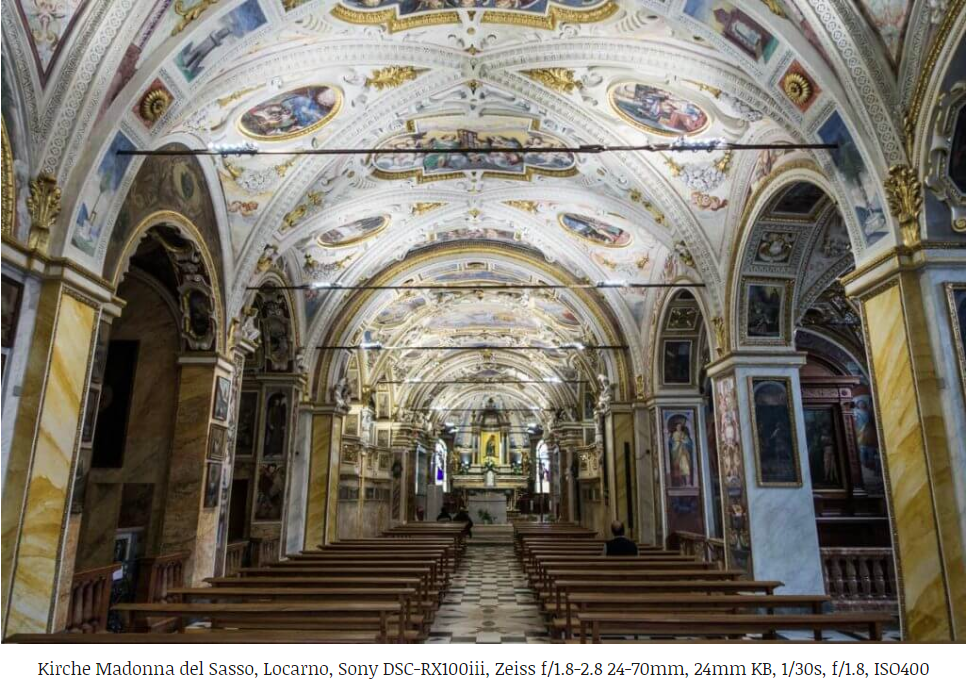 Kirche Madonna del Sasso, Locarno, Sony DSC-RX100iii, Zeiss f/1.8-2.8 24-70mm, 24mm KB, 1/30s, f/1.8, ISO400